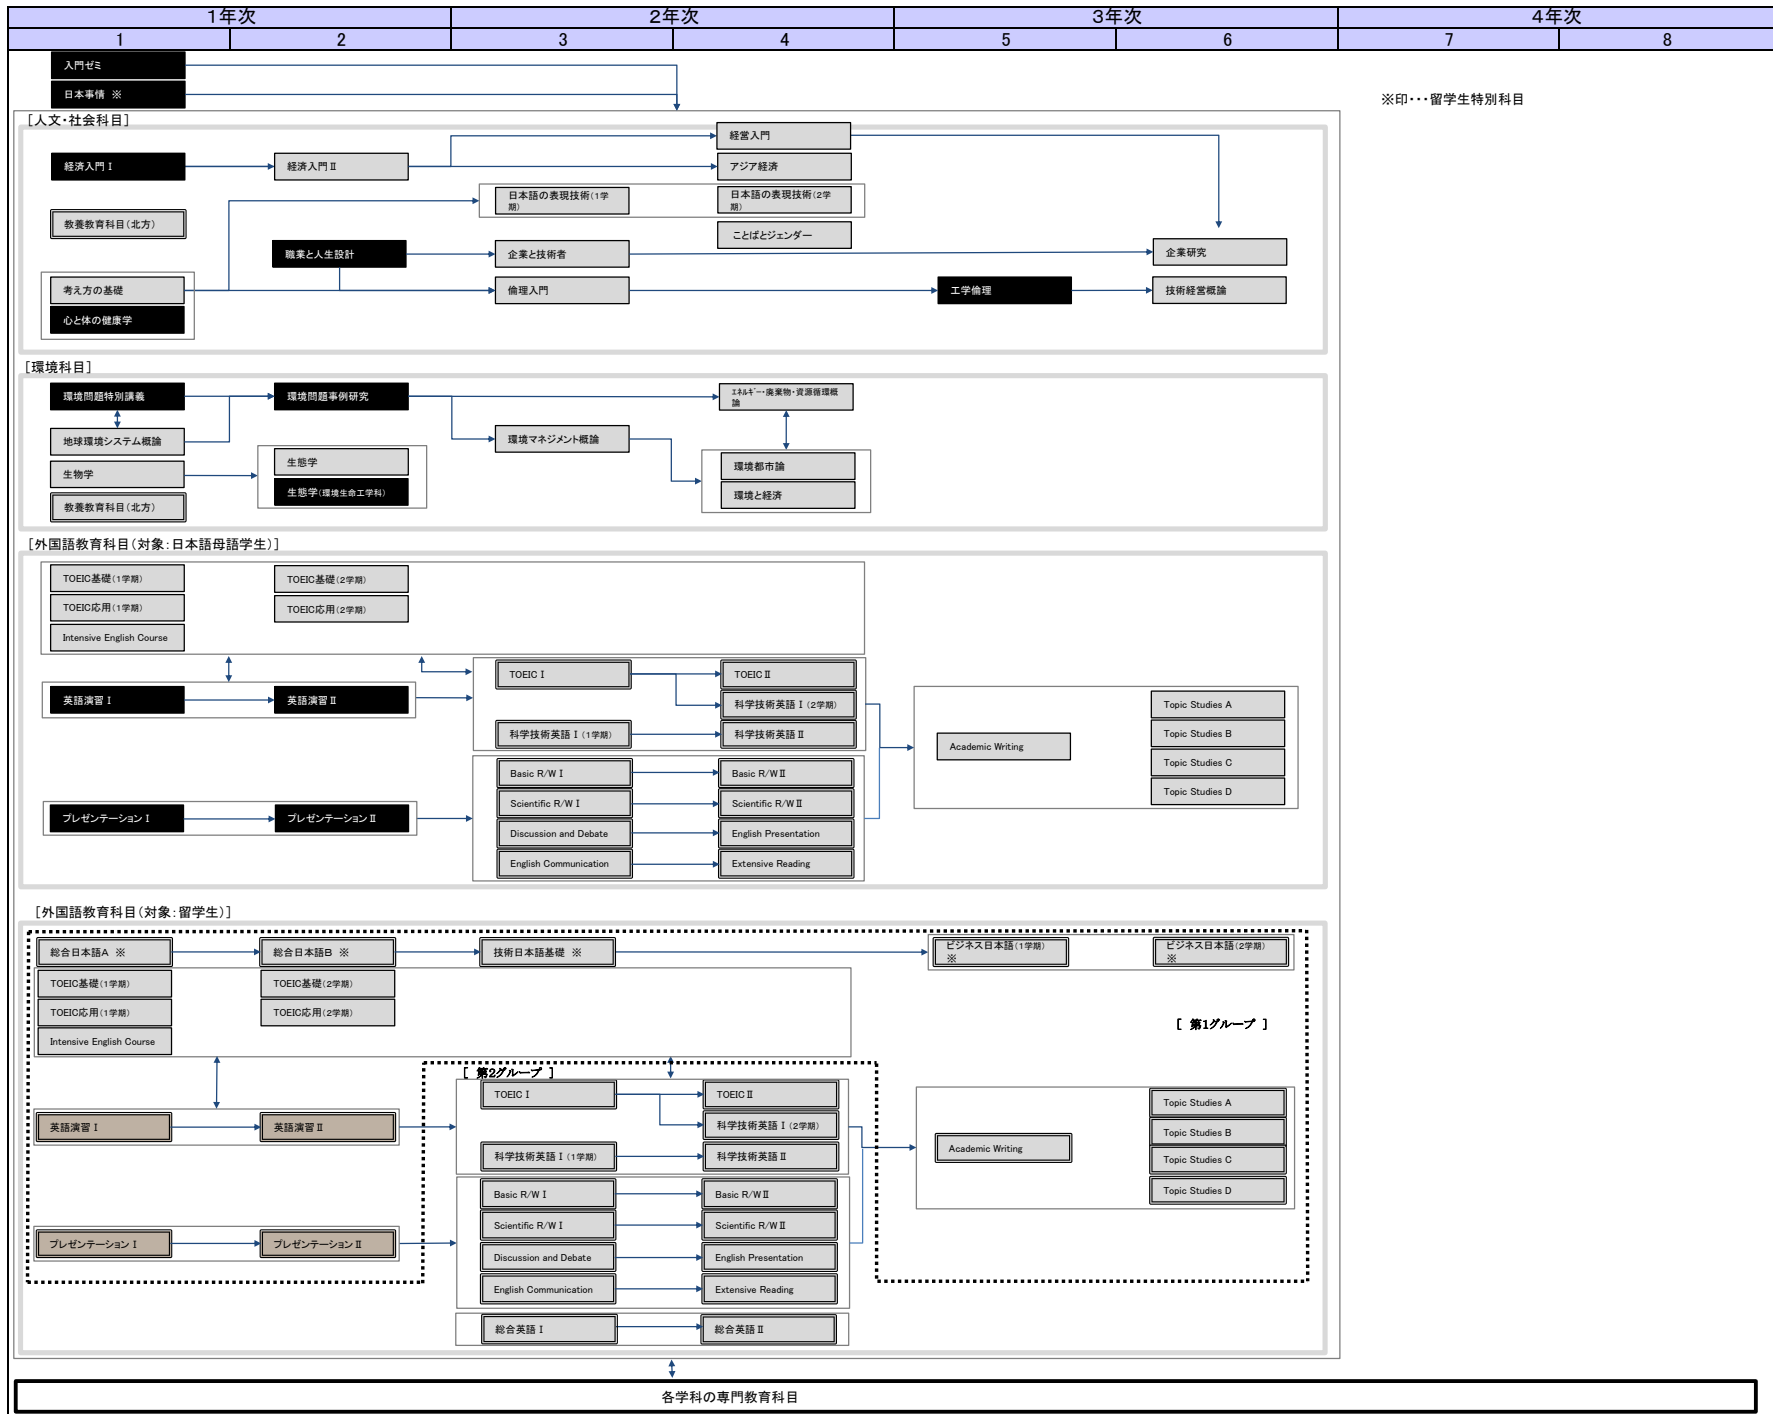 1年次 2年次 3年次 4年次
1 2 3 4 5 6 7 8
入門ゼミ
日本事情 ※
※印・・・留学生特別科目
[人文・社会科目]
経営入門
経済入門Ⅰ 経済入門Ⅱ アジア経済
日本語の表現技術(1学
期)
日本語の表現技術(2学
期)
教養教育科目(北方)
ことばとジェンダー
職業と人生設計 企業と技術者 企業研究
考え方の基礎 倫理入門 工学倫理 技術経営概論
心と体の健康学
[環境科目]
環境問題特別講義 環境問題事例研究
エネルギー・廃棄物・資源循環概
論
地球環境システム概論 環境マネジメント概論
生物学 生態学 環境都市論
生態学(環境生命工学科) 環境と経済
教養教育科目(北方)
[外国語教育科目(対象:日本語母語学生)]
TOEIC基礎(1学期) TOEIC基礎(2学期)
TOEIC応用(1学期) TOEIC応用(2学期)
Intensive English Course
TOEICⅠ TOEICⅡ
英語演習Ⅰ 英語演習Ⅱ 科学技術英語Ⅰ(2学期) Topic Studies A
科学技術英語Ⅰ(1学期) 科学技術英語Ⅱ Topic Studies B
Academic Writing
Topic Studies C
Basic R/WⅠ Basic R/WⅡ
Topic Studies D
Scientific R/WⅠ Scientific R/WⅡ
プレゼンテーションⅠ プレゼンテーションⅡ
Discussion and Debate English Presentation
English Communication Extensive Reading
[外国語教育科目(対象:留学生)]
総合日本語A ※ 総合日本語B ※ 技術日本語基礎 ※
ビジネス日本語(1学期)
※
ビジネス日本語(2学期)
※
TOEIC基礎(1学期) TOEIC基礎(2学期)
TOEIC応用(1学期) TOEIC応用(2学期)
[ 第1グループ ]
Intensive English Course
[ 第2グループ ]
TOEICⅠ TOEICⅡ
Topic Studies A
英語演習Ⅰ 英語演習Ⅱ 科学技術英語Ⅰ(2学期)
Topic Studies B
Academic Writing
科学技術英語Ⅰ(1学期) 科学技術英語Ⅱ Topic Studies C
Basic R/WⅠ Basic R/WⅡ Topic Studies D
Scientific R/WⅠ Scientific R/WⅡ
プレゼンテーションⅠ プレゼンテーションⅡ
Discussion and Debate English Presentation
English Communication Extensive Reading
総合英語Ⅰ 総合英語Ⅱ
各学科の専門教育科目